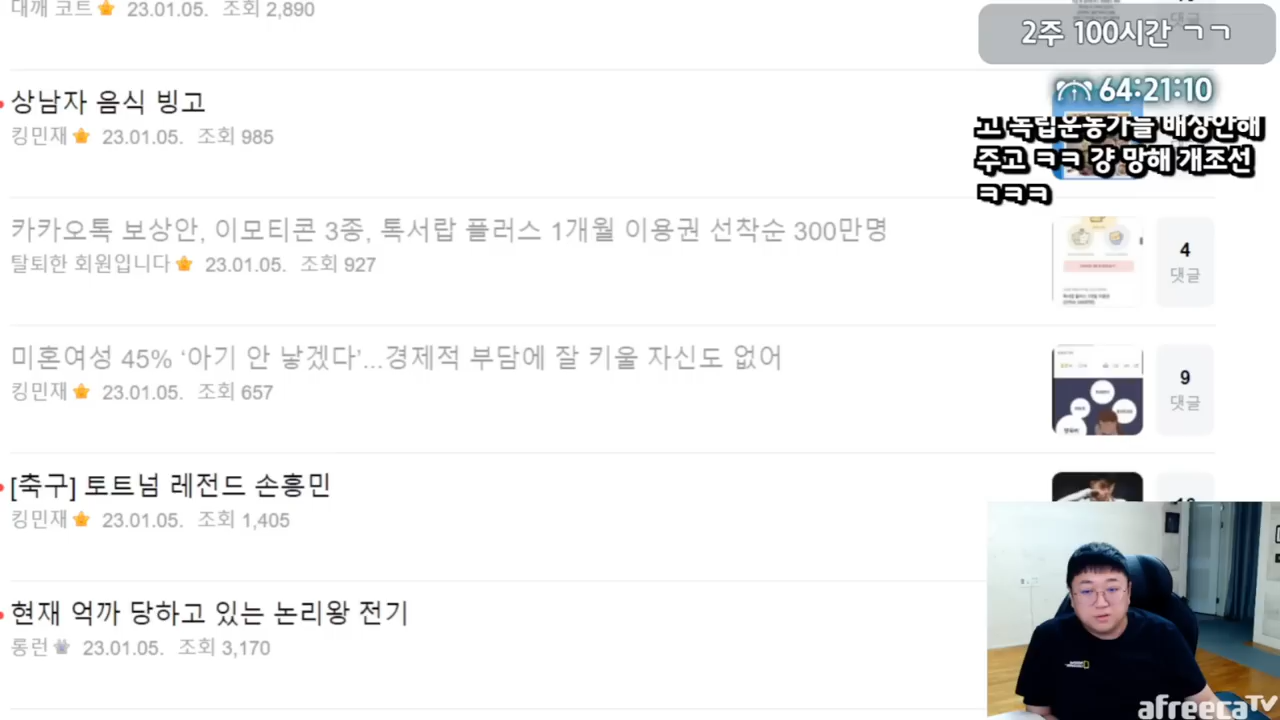 대깨 코트 23.01.05. 조회 2,890
2주 100시간 ㄱㄱ
64:21:10
고 독립운동가들 배상안해
주고 ㅋㅋ 걍 망해 개조선
ㅋㅋㅋ
상남자 음식 빙고
킹민재 23.01.05. 조회 985
카카오톡 보상안, 이모티콘 3종, 톡서랍 플러스 1개월 이용권 선착순 300만명
탈퇴한 회원입니다 23.01.05. 조회 927
4
댓글
미혼여성 45% ‘아기 안 낳겠다’…경제적 부담에 잘 키울 자신도 없어
킹민재 23.01.05. 조회 657
9
댓글
[축구] 토트넘 레전드 손흥민
킹민재 23.01.05. 조회 1,405
현재 억까 당하고 있는 논리왕 전기
롱런 23.01.05. 조회 3,170
afreecaTV